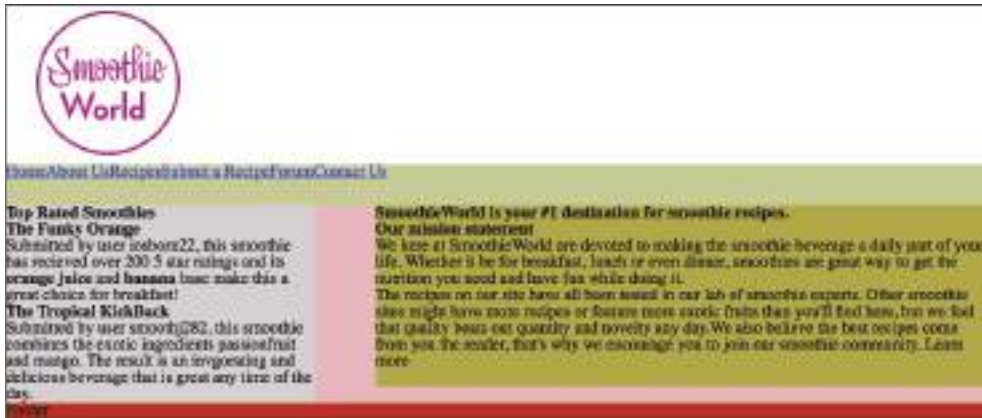 Smoothie
World
HomeAbout UsRecipesSubmit a RecipeForumContact Us
Top Rated Smoothies
The Funky Orange
Submitted by user this smoothie
has recieved over 200 5 star ratings and its
orange juice and banana base make this a
great choice for breakfast!
The Tropical KickBack
Submitted by user smooth@82, this smoothie
combines the exotic ingredients passionfruit
and mango. The result is an and
delicious beverage that is great any time of the
day.
SmoothieWorld is your #1 destination for smoothie recipes.
Our mission statement
We here at SmoothieWorld are devoted to making the smoothie beverage a daily part of your
life. Whether it be for breakfast, lunch or even dinner, smoothies are great way to get the
nutrition you need and have fun while doing it.
The recipes on our site have all been tested in our lab of smoothie experts. Other smoothie
sites might have more recipes or feature more exotic fruits than you'll find here, but we feel
that quality bears out quantity and novelty any day.We also believe the best recipes come
from you the reader, that's why we encourage you to join our smoothie community. Learn
more
Footer